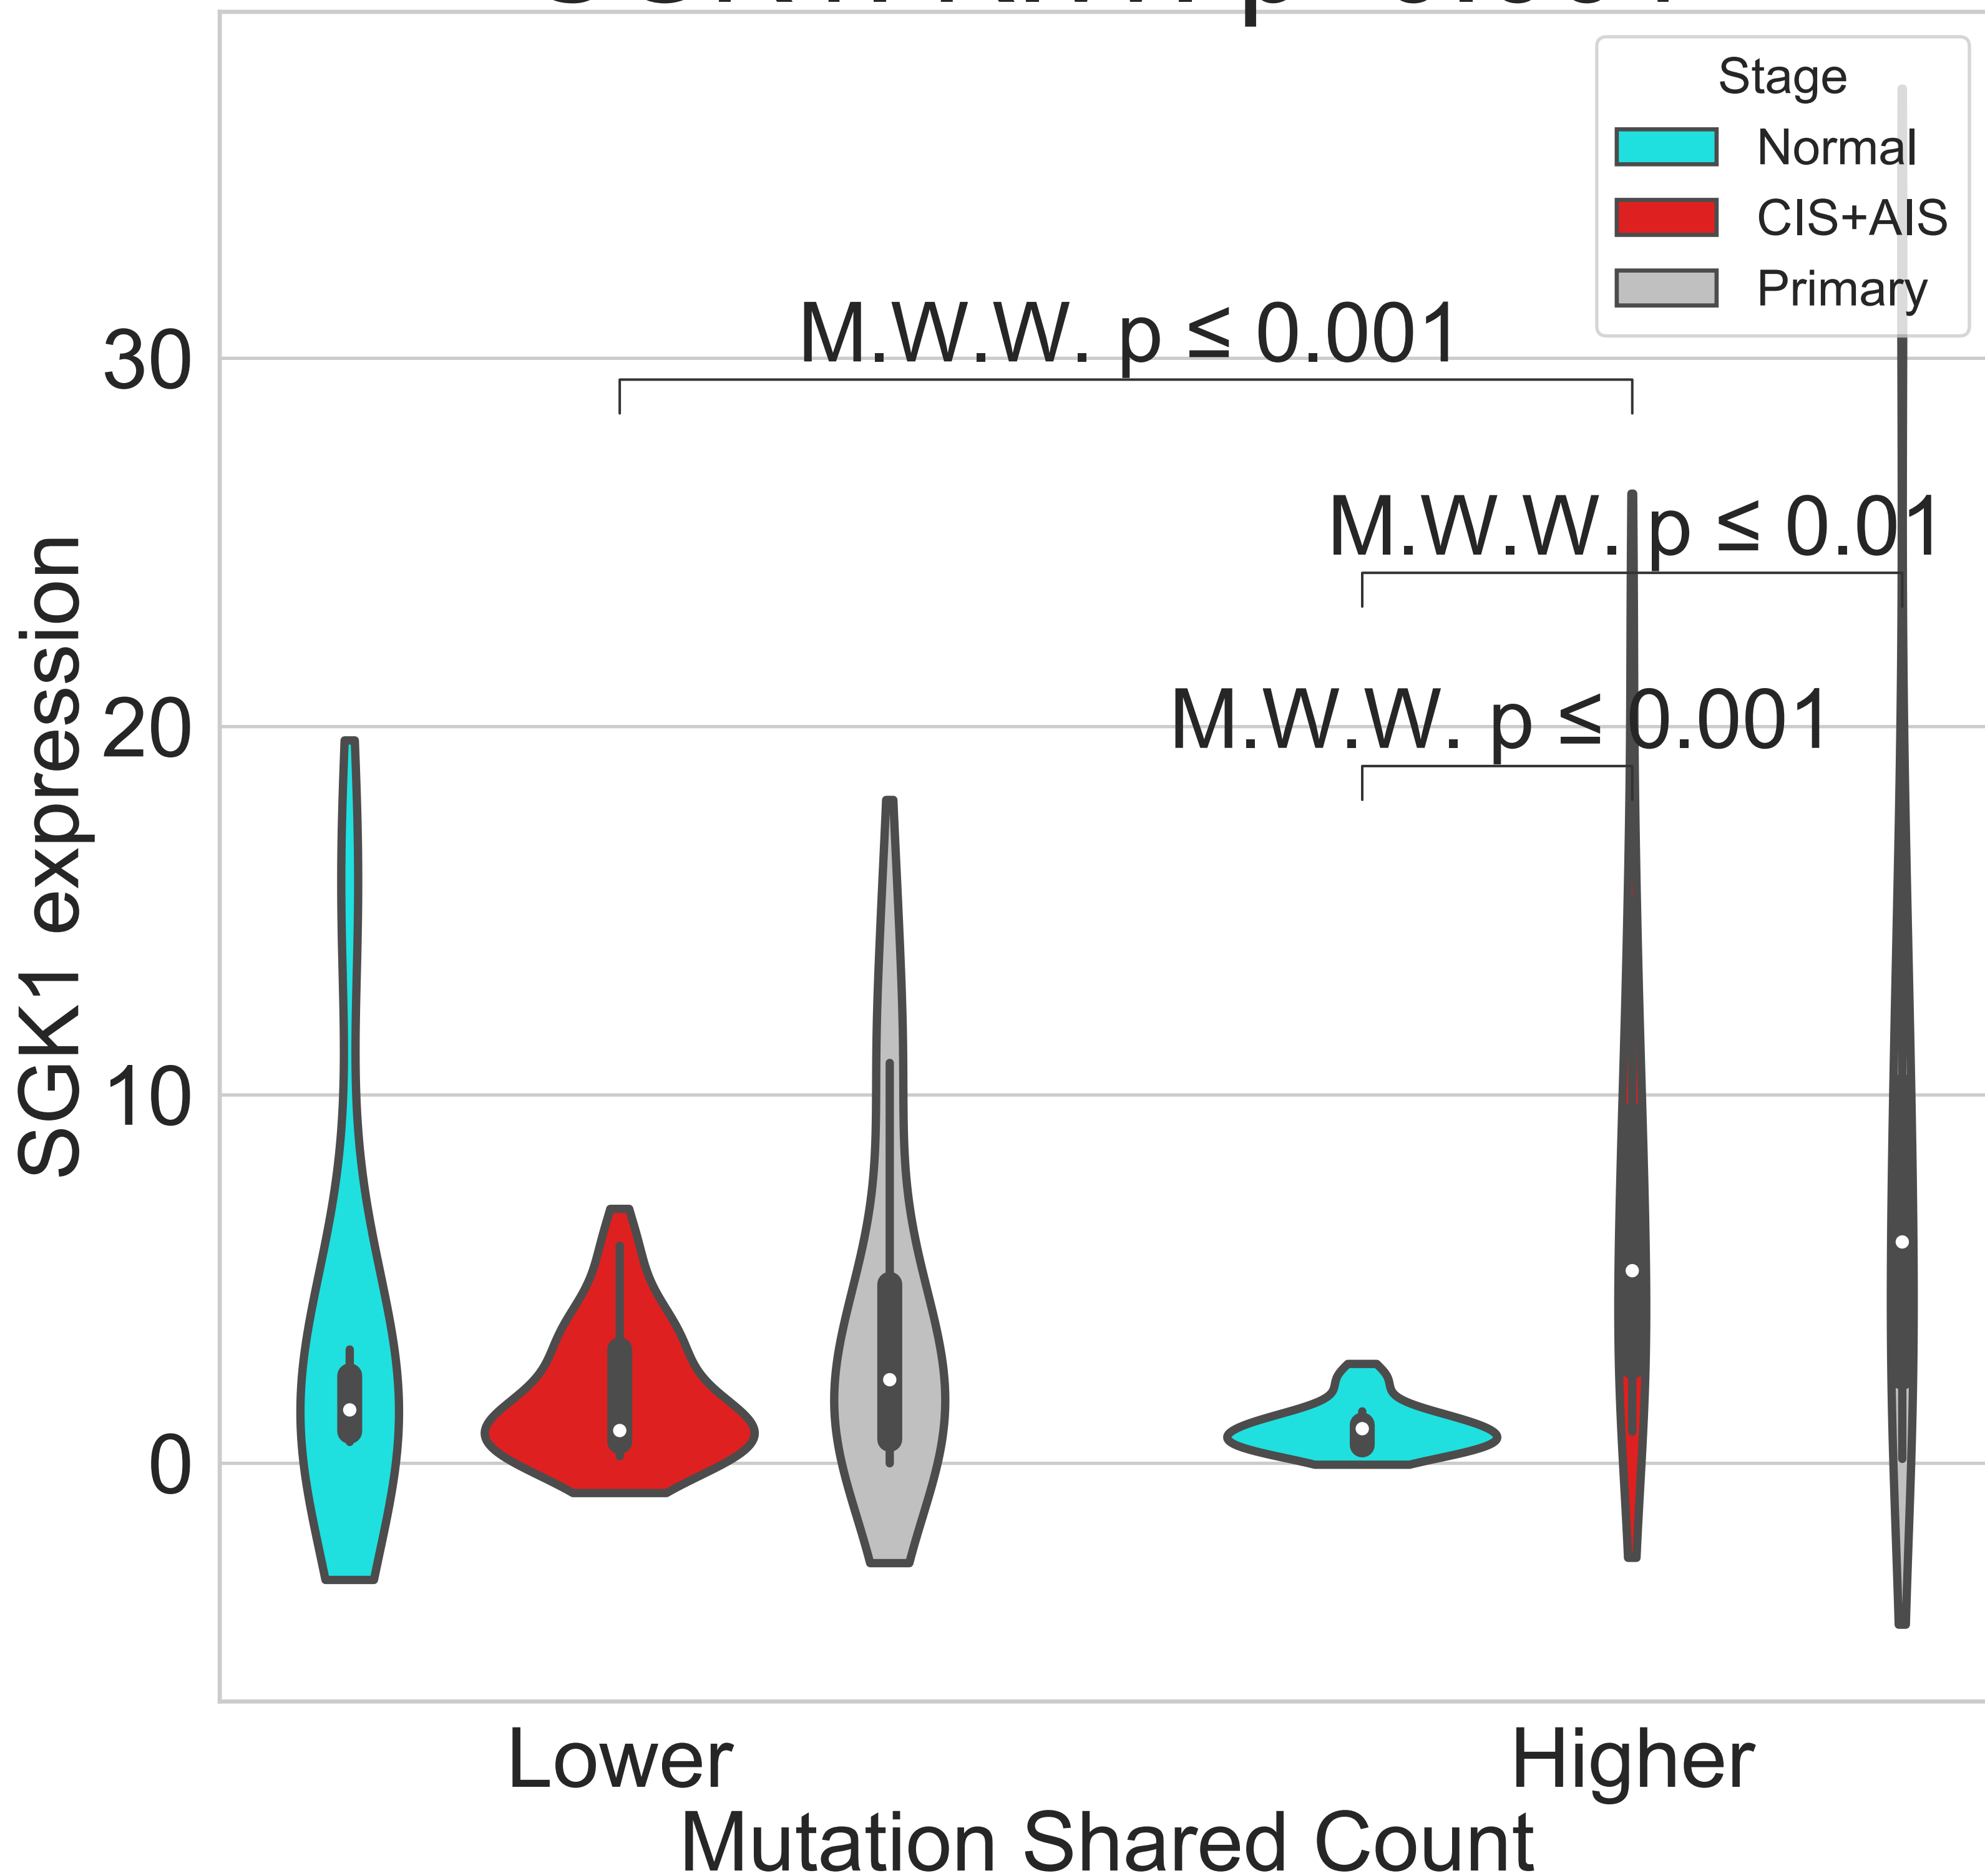 Stage
Normal
CIS+AIS
Primary
M.W.W. p ≤ 0.001
M.W.W. p ≤ 0.01
M.W.W. p ≤ 0.001
30
20
10
0
SGK1 expression
Lower
Higher
Mutation Shared Count